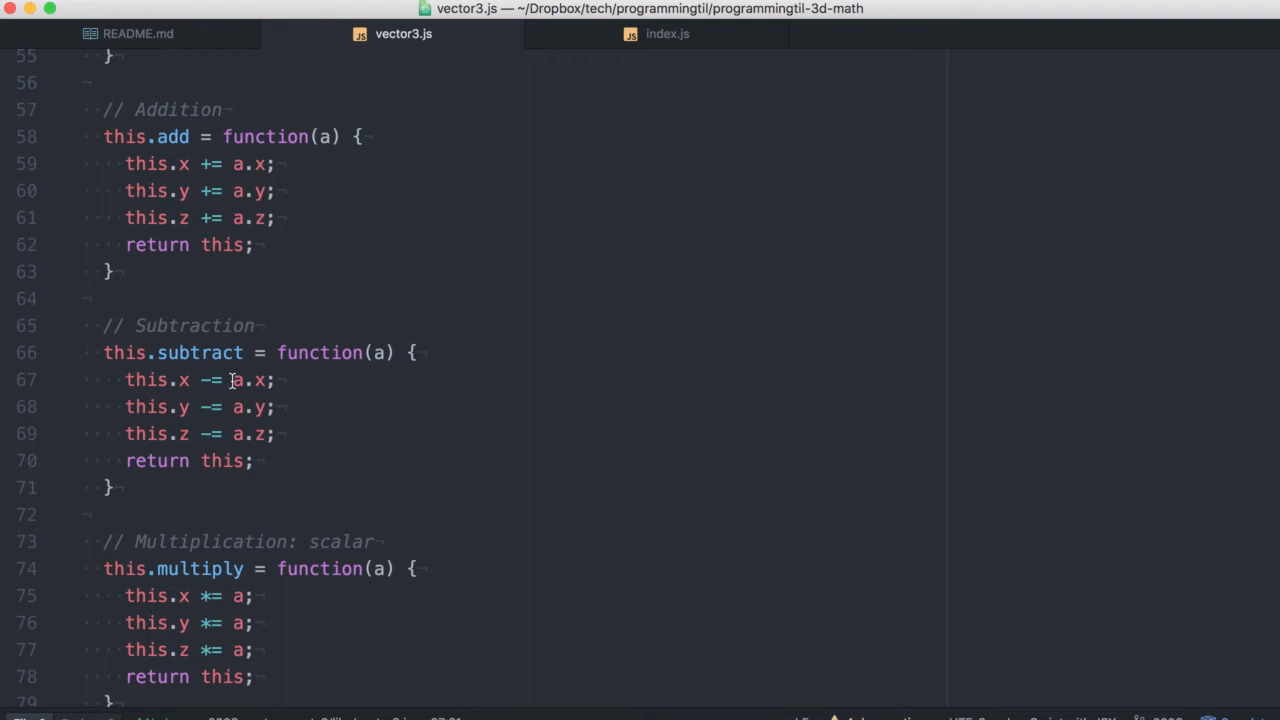 vector3.js — ~/Dropbox/tech/programmingtil/programmingtil-3d-math
README.md vector3.js index.js
55 }
56
57 // Addition
58 this.add = function(a) {
59 this.x += a.x;
60 this.y += a.y;
61 this.z += a.z;
62 return this;
63 }
64
65 // Subtraction
66 this.subtract = function(a) {
67 this.x -= a.x;
68 this.y -= a.y;
69 this.z -= a.z;
70 return this;
71 }
72
73 // Multiplication: scalar
74 this.multiply = function(a) {
75 this.x *= a;
76 this.y *= a;
77 this.z *= a;
78 return this;
79 }